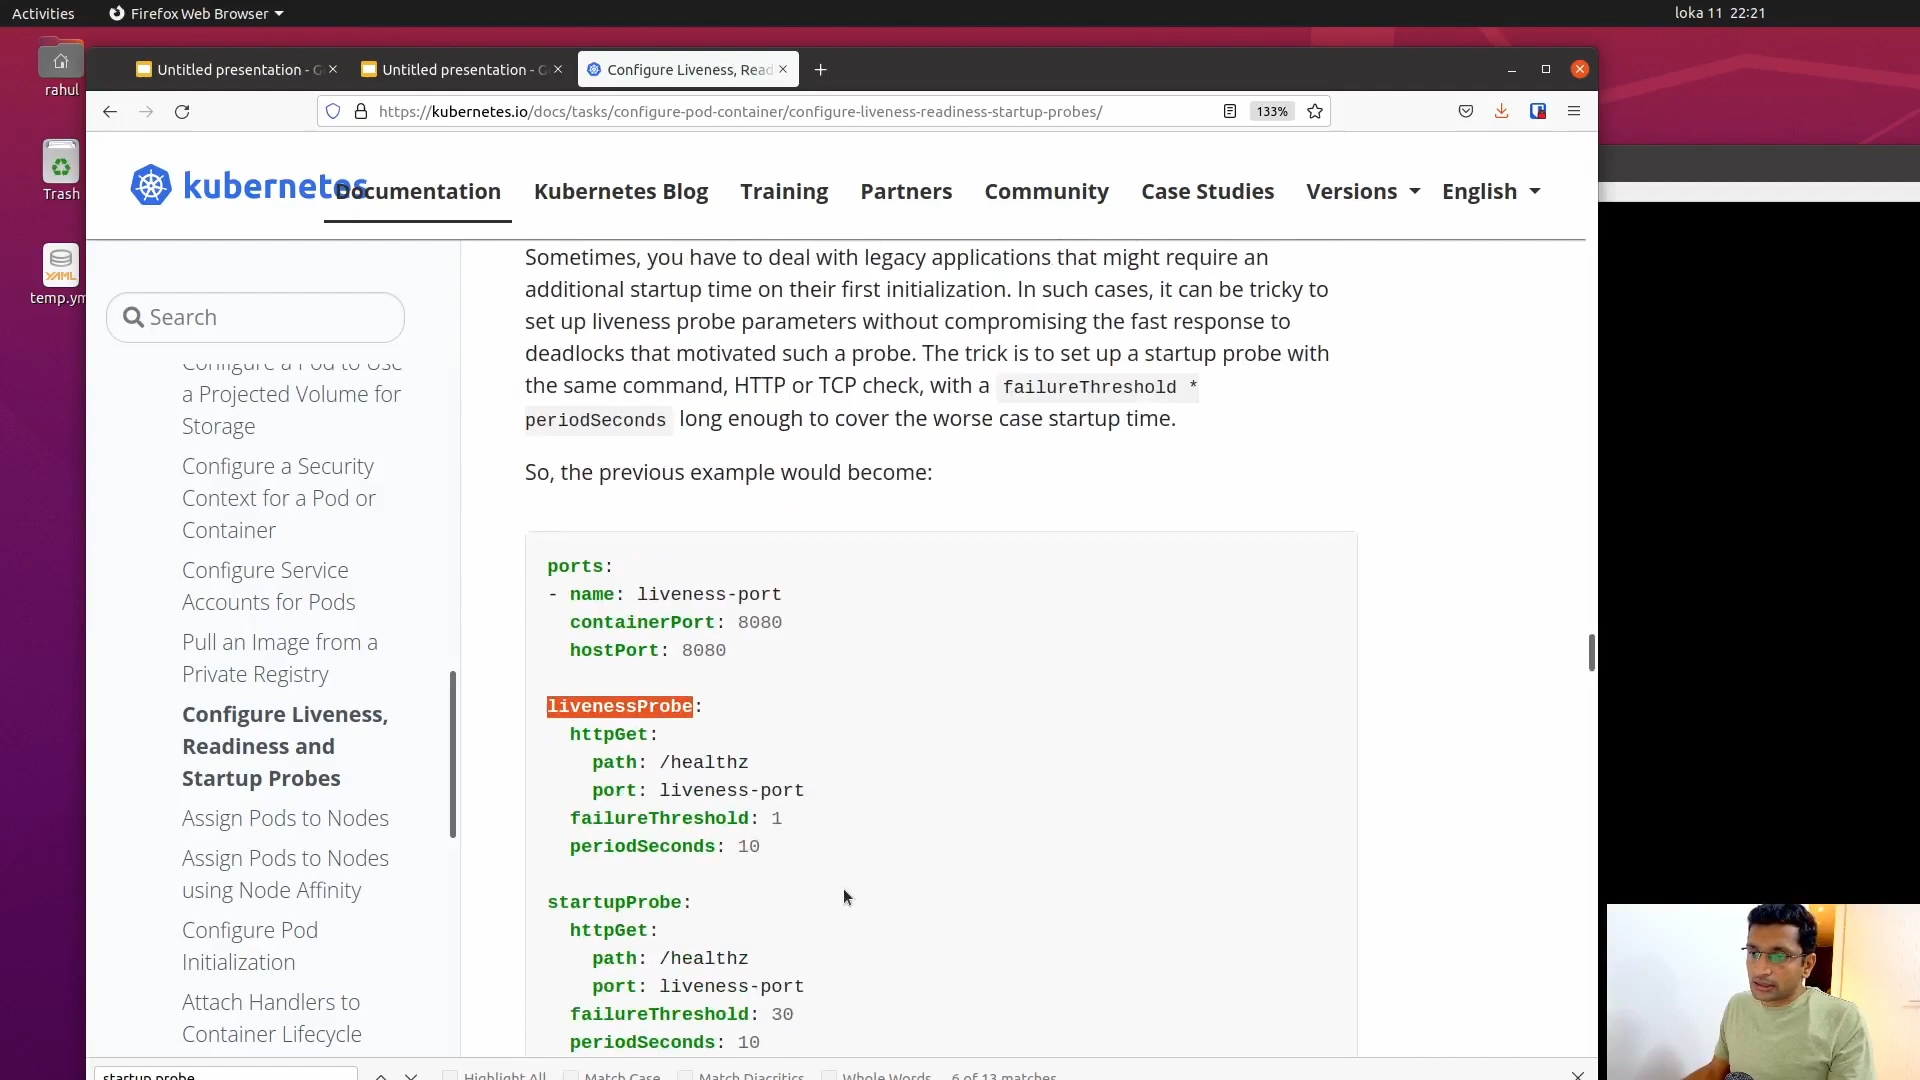 Activities
Firefox Web Browser
loka 11 22:21
rahul
Trash
temp.ym
Untitled presentation - G
Untitled presentation - G
Configure Liveness, Read
https://kubernetes.io/docs/tasks/configure-pod-container/configure-liveness-readiness-startup-probes/
133%
kubernetes
Documentation
Kubernetes Blog
Training
Partners
Community
Case Studies
Versions
English
Search
Configure a Pod to Use
a Projected Volume for
Storage
Configure a Security
Context for a Pod or
Container
Configure Service
Accounts for Pods
Pull an Image from a
Private Registry
Configure Liveness,
Readiness and
Startup Probes
Assign Pods to Nodes
Assign Pods to Nodes
using Node Affinity
Configure Pod
Initialization
Attach Handlers to
Container Lifecycle
Sometimes, you have to deal with legacy applications that might require an
additional startup time on their first initialization. In such cases, it can be tricky to
set up liveness probe parameters without compromising the fast response to
deadlocks that motivated such a probe. The trick is to set up a startup probe with
the same command, HTTP or TCP check, with a failureThreshold *
periodSeconds long enough to cover the worse case startup time.
So, the previous example would become:
ports:
- name: liveness-port
containerPort: 8080
hostPort: 8080
livenessProbe:
httpGet:
path: /healthz
port: liveness-port
failureThreshold: 1
periodSeconds: 10
startupProbe:
httpGet:
path: /healthz
port: liveness-port
failureThreshold: 30
periodSeconds: 10
startup probe
Highlight All
Match Case
Match Diacritics
Whole Words
6 of 13 matches
YAML